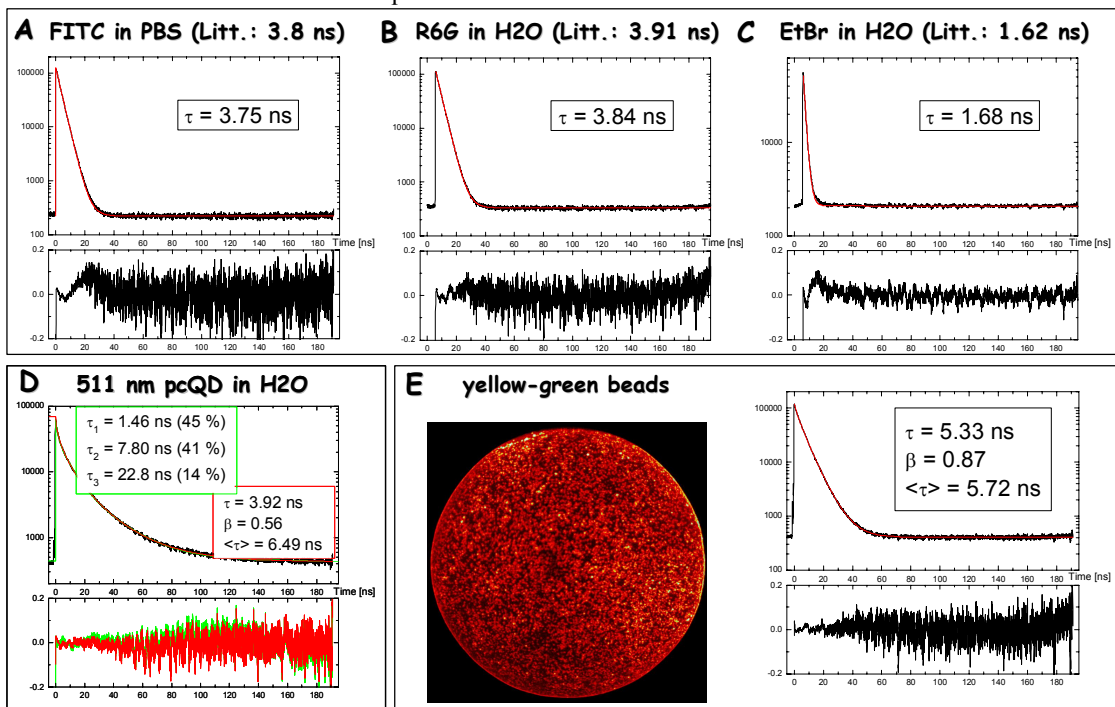 A FITC in PBS (Litt.: 3.8 ns)
τ = 3.75 ns
100000
10000
1000
100
0 20 40 60 80 100 120 140 160 180
Time [ns]
0.2
0.0
-0.2
0 20 40 60 80 100 120 140 160 180
B R6G in H2O (Litt.: 3.91 ns)
τ = 3.84 ns
100000
10000
1000
100
0 20 40 60 80 100 120 140 160 180
Time [ns]
0.2
0.0
-0.2
0 20 40 60 80 100 120 140 160 180
C EtBr in H2O (Litt.: 1.62 ns)
τ = 1.68 ns
10000
1000
0 20 40 60 80 100 120 140 160 180
Time [ns]
0.2
0.0
-0.2
0 20 40 60 80 100 120 140 160 180
D 511 nm pcQD in H2O
τ1 = 1.46 ns (45 %)
τ2 = 7.80 ns (41 %)
τ3 = 22.8 ns (14 %)
τ = 3.92 ns
β = 0.56
<τ> = 6.49 ns
100000
10000
1000
0 20 40 60 80 100 120 140 160 180
Time [ns]
0.2
0.0
-0.2
0 20 40 60 80 100 120 140 160 180
E yellow-green beads
τ = 5.33 ns
β = 0.87
<τ> = 5.72 ns
100000
10000
1000
100
0 20 40 60 80 100 120 140 160 180
Time [ns]
0.2
0.0
-0.2
0 20 40 60 80 100 120 140 160 180